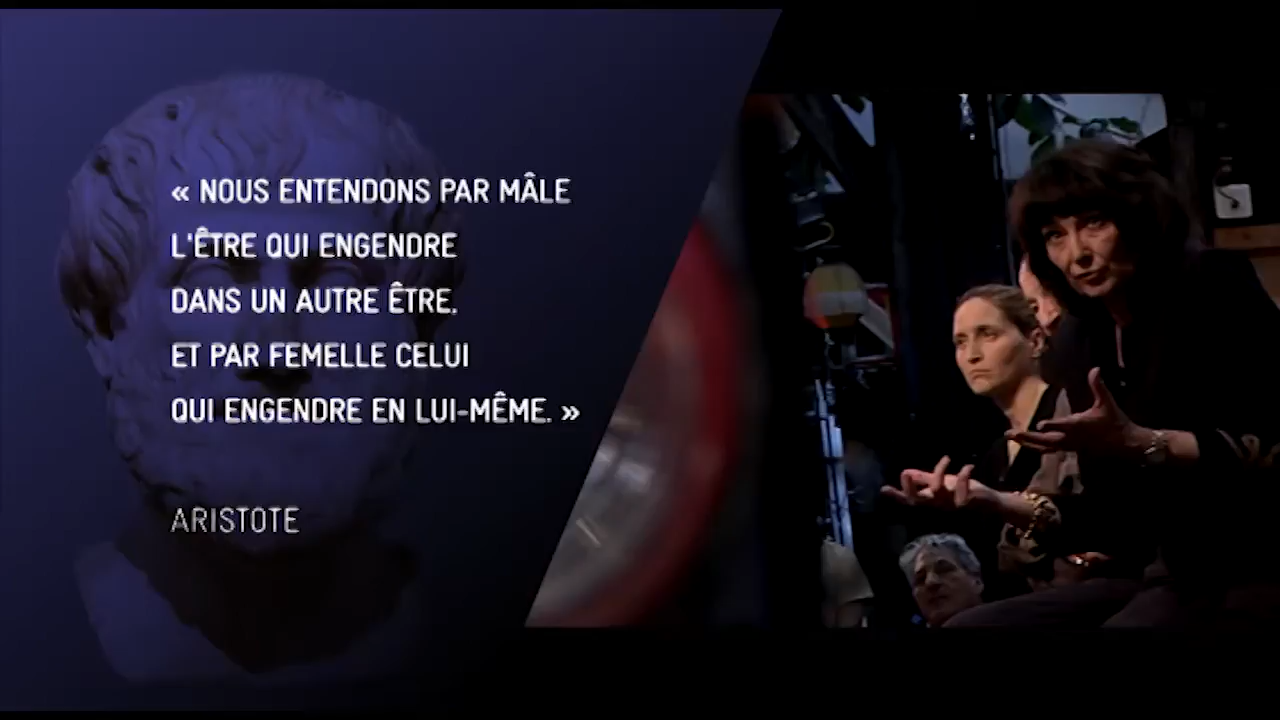 « NOUS ENTENDONS PAR MÂLE
L'ÊTRE QUI ENGENDRE
DANS UN AUTRE ÊTRE,
ET PAR FEMELLE CELUI
QUI ENGENDRE EN LUI-MÊME. »
ARISTOTE